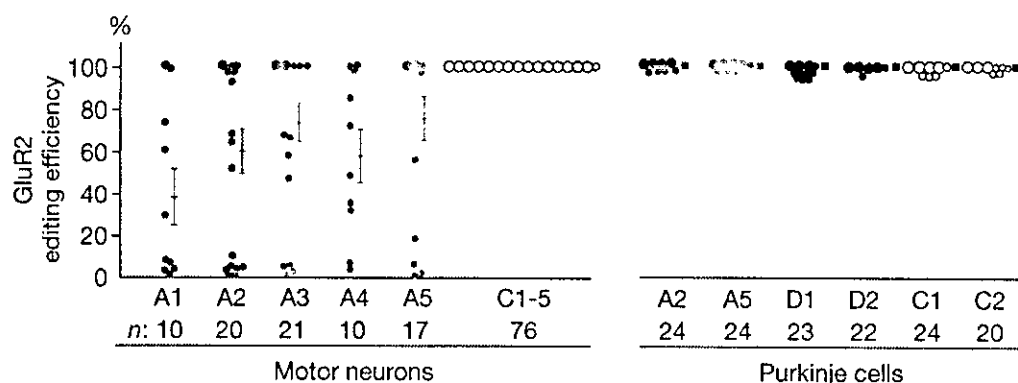 %
100
80
60
40
20
0
GluR2
editing efficiency
A1 A2 A3 A4 A5 C1-5 A2 A5 D1 D2 C1 C2
n: 10 20 21 10 17 76 24 24 23 22 24 20
Motor neurons Purkinje cells